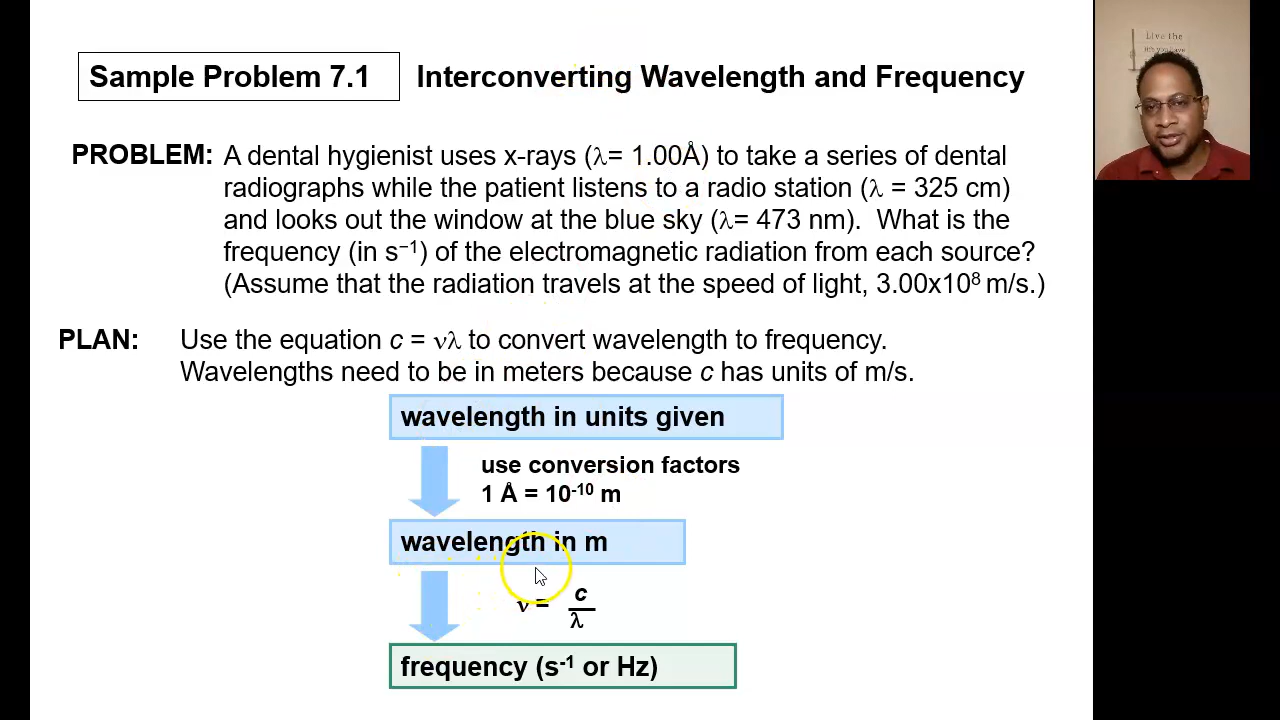 Sample Problem 7.1
Interconverting Wavelength and Frequency
PROBLEM: A dental hygienist uses x-rays (λ= 1.00Å) to take a series of dental
radiographs while the patient listens to a radio station (λ = 325 cm)
and looks out the window at the blue sky (λ= 473 nm). What is the
frequency (in s⁻¹) of the electromagnetic radiation from each source?
(Assume that the radiation travels at the speed of light, 3.00x10⁸ m/s.)
PLAN: Use the equation c = νλ to convert wavelength to frequency.
Wavelengths need to be in meters because c has units of m/s.
wavelength in units given
use conversion factors
1 Å = 10⁻¹⁰ m
wavelength in m
ν = c
λ
frequency (s⁻¹ or Hz)
Live the